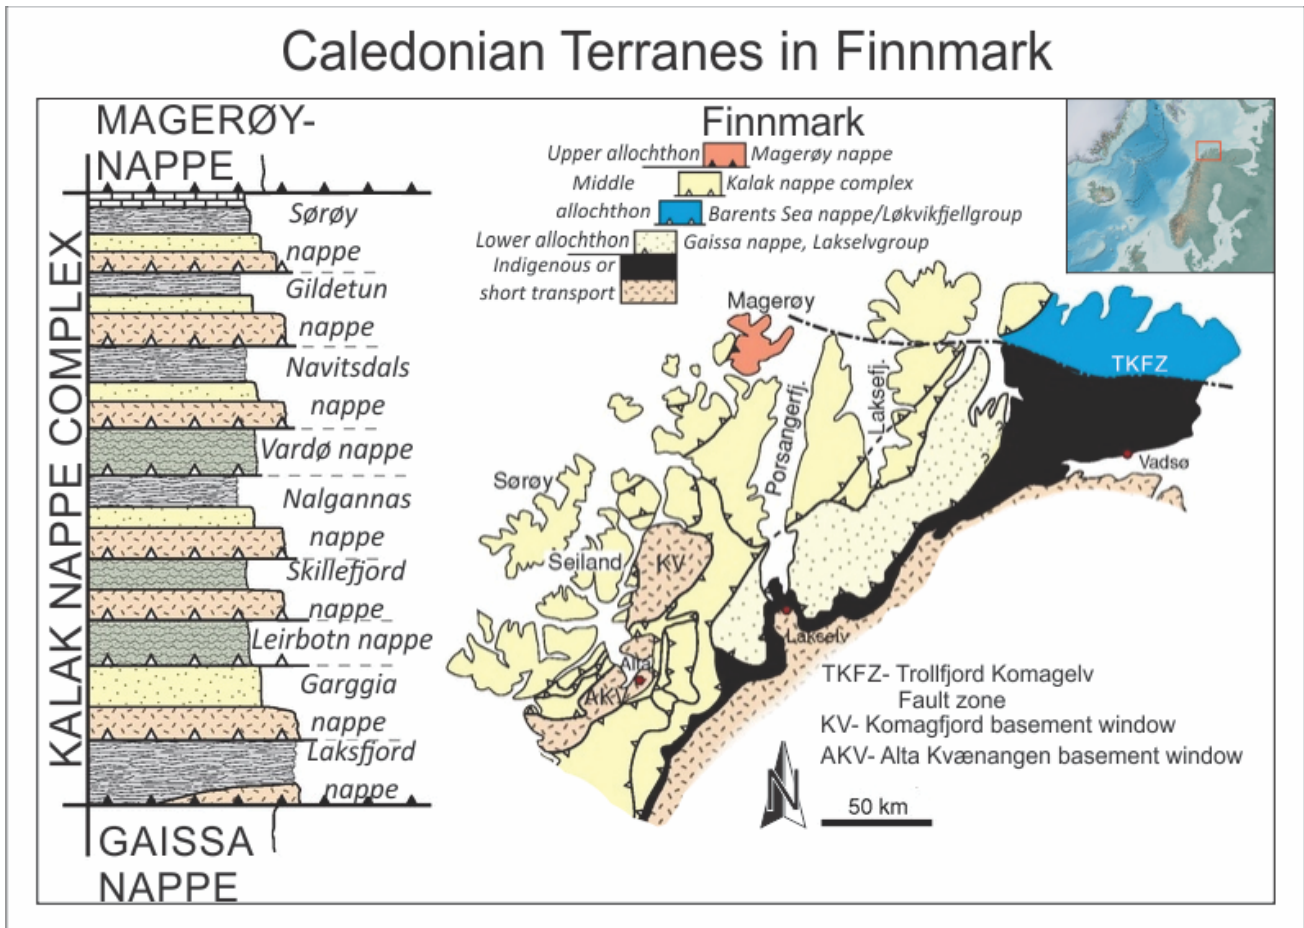 Caledonian Terranes in Finnmark
MAGERØY-
NAPPE
KALAK NAPPE COMPLEX
Sørøy
nappe
Gildetun
nappe
Navitsdals
nappe
Vardø nappe
Nalgannas
nappe
Skillefjord
nappe
Leirbotn nappe
Garggia
nappe
Laksfjord
nappe
GAISSA
NAPPE
Finnmark
Upper allochthon Magerøy nappe
Middle Kalak nappe complex
allochthon Barents Sea nappe/Løkvikfjellgroup
Lower allochthon Gaissa nappe, Lakselvgroup
Indigenous or
short transport
Magerøy
TKFZ
Porsangerfj.
Laksefj.
?
?
Vadsø
Sørøy
Seiland
KV
Alta
AKV
Lakselv
TKFZ- Trollfjord Komagelv
Fault zone
KV- Komagfjord basement window
AKV- Alta Kvænangen basement window
N
50 km